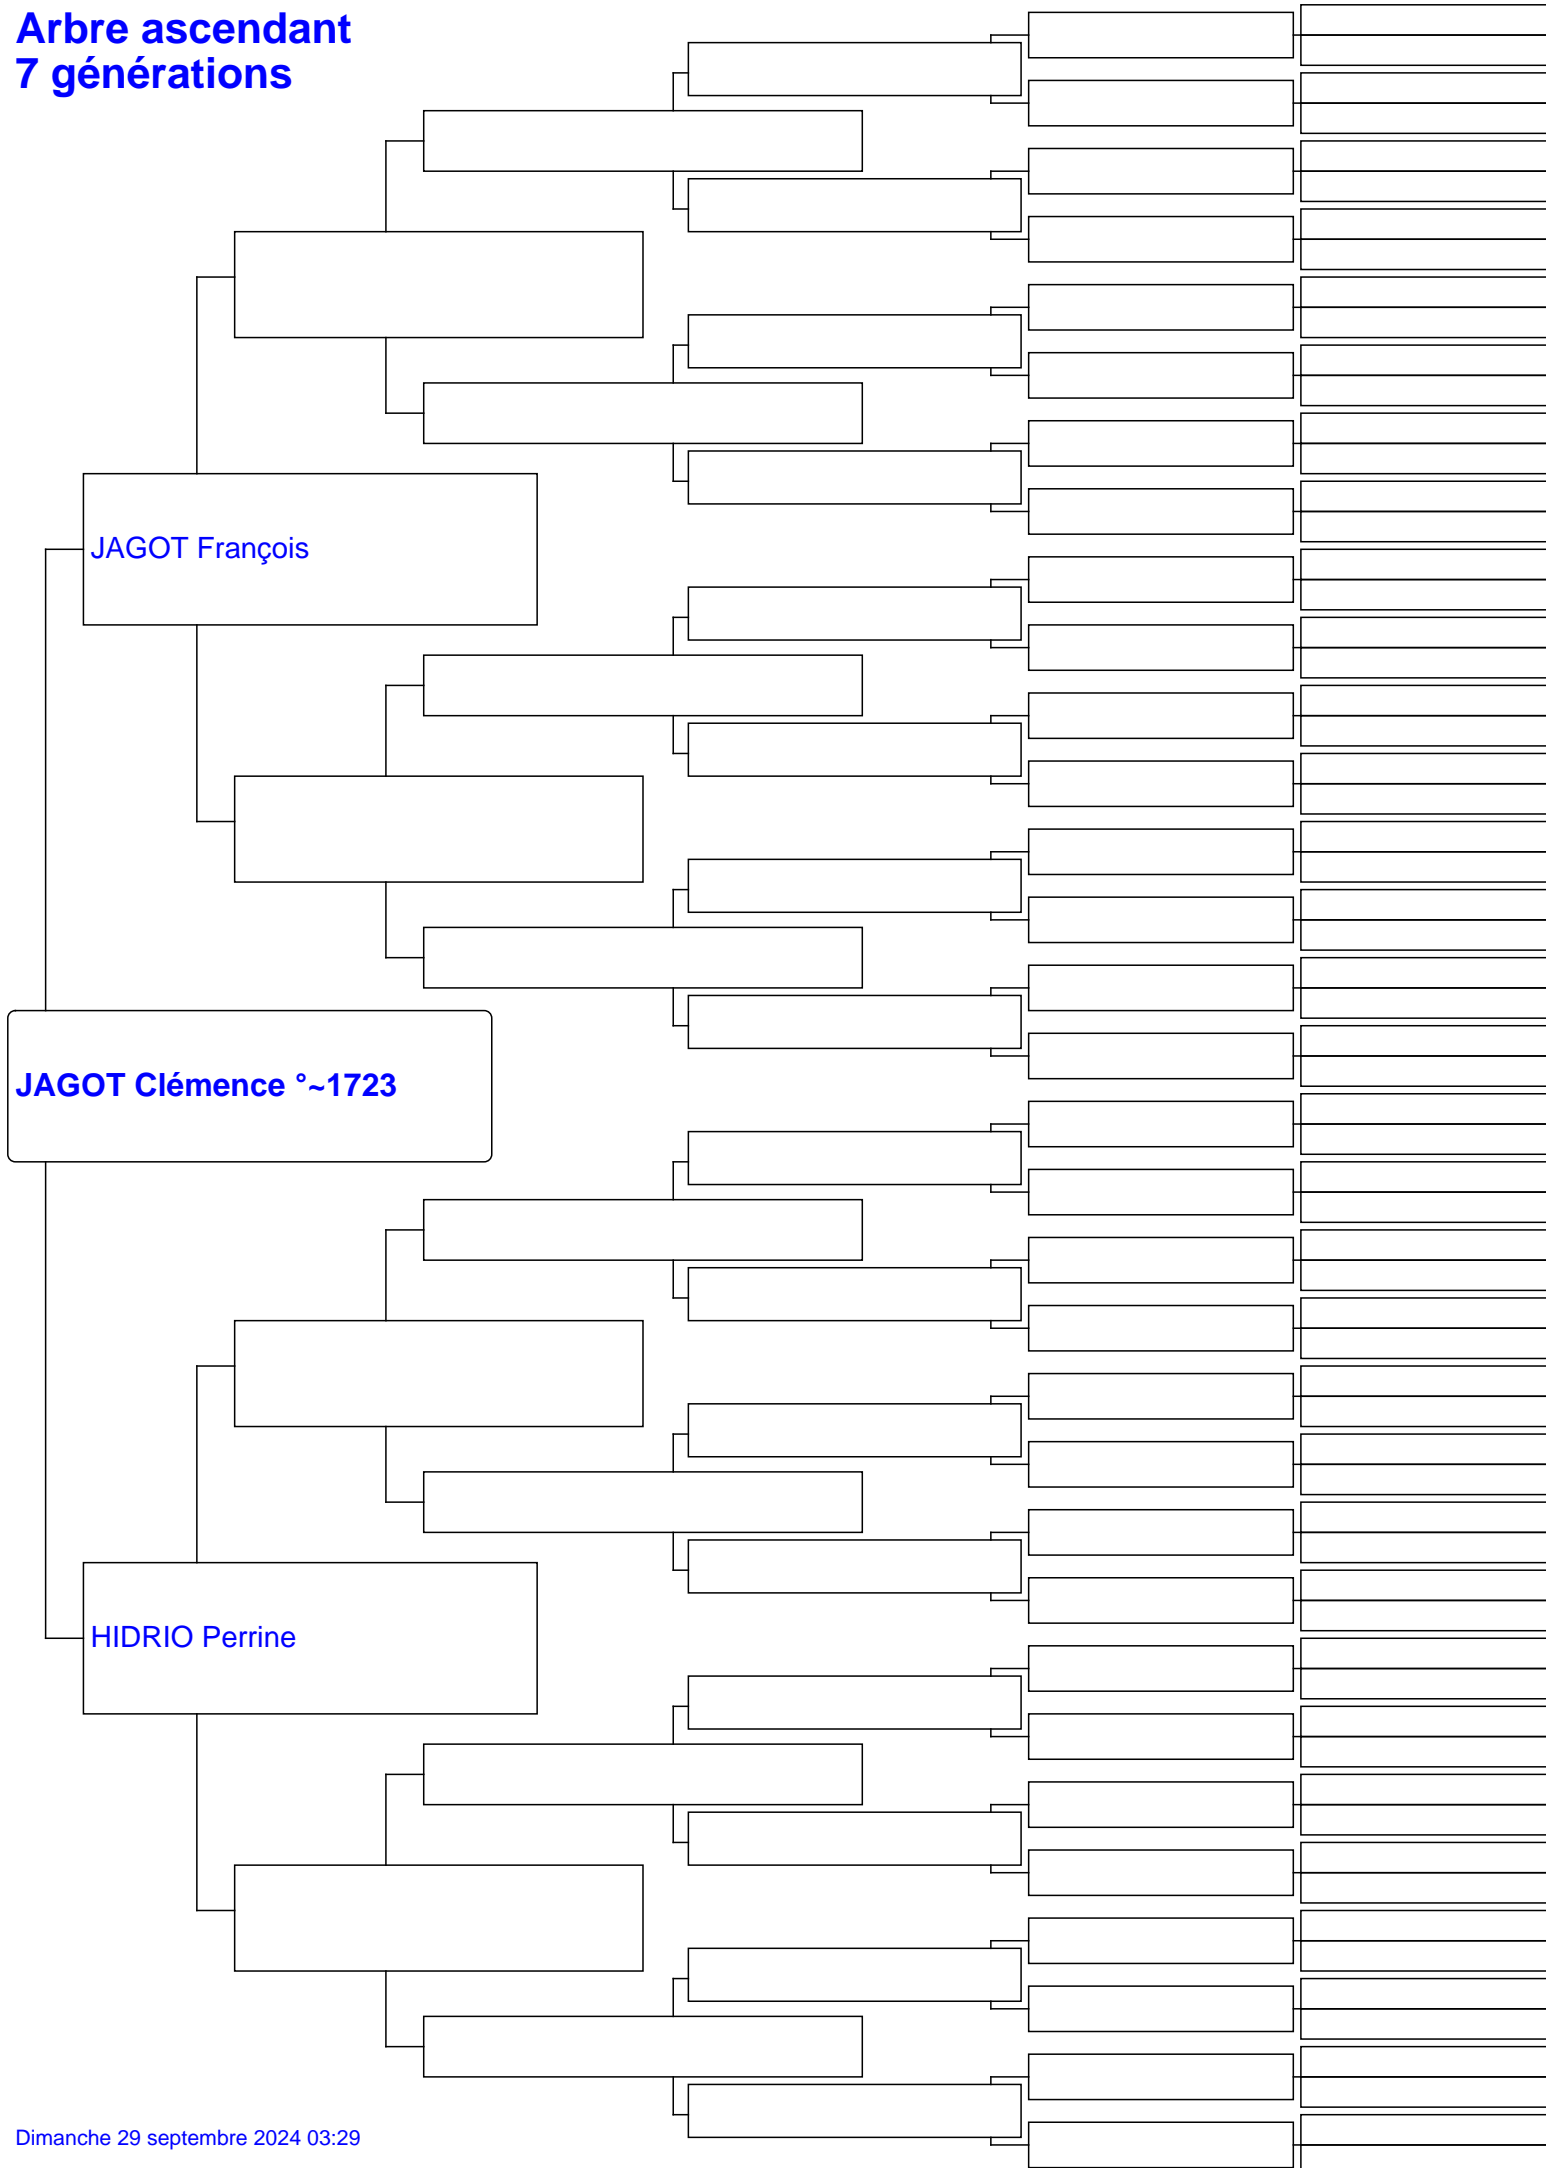 Arbre ascendant
7 générations
JAGOT François
JAGOT Clémence °~1723
HIDRIO Perrine
Dimanche 29 septembre 2024 03:29